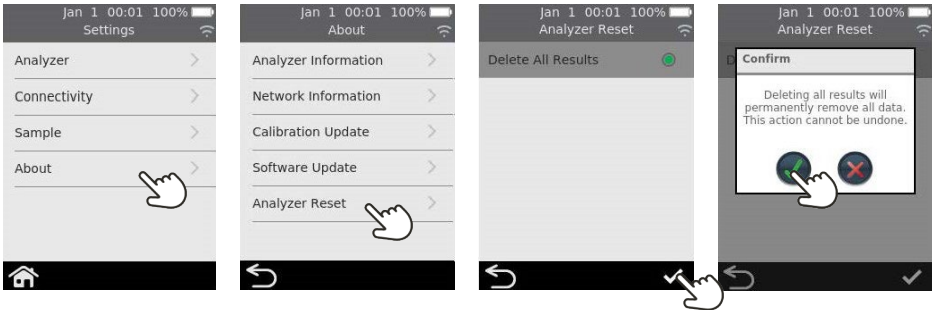 Jan 1 00:01 100%
Settings
Analyzer
Connectivity
Sample
About
Jan 1 00:01 100%
About
Analyzer Information
Network Information
Calibration Update
Software Update
Analyzer Reset
Jan 1 00:01 100%
Analyzer Reset
Delete All Results
Jan 1 00:01 100%
Analyzer Reset
D
Confirm
Deleting all results will
permanently remove all data.
This action cannot be undone.